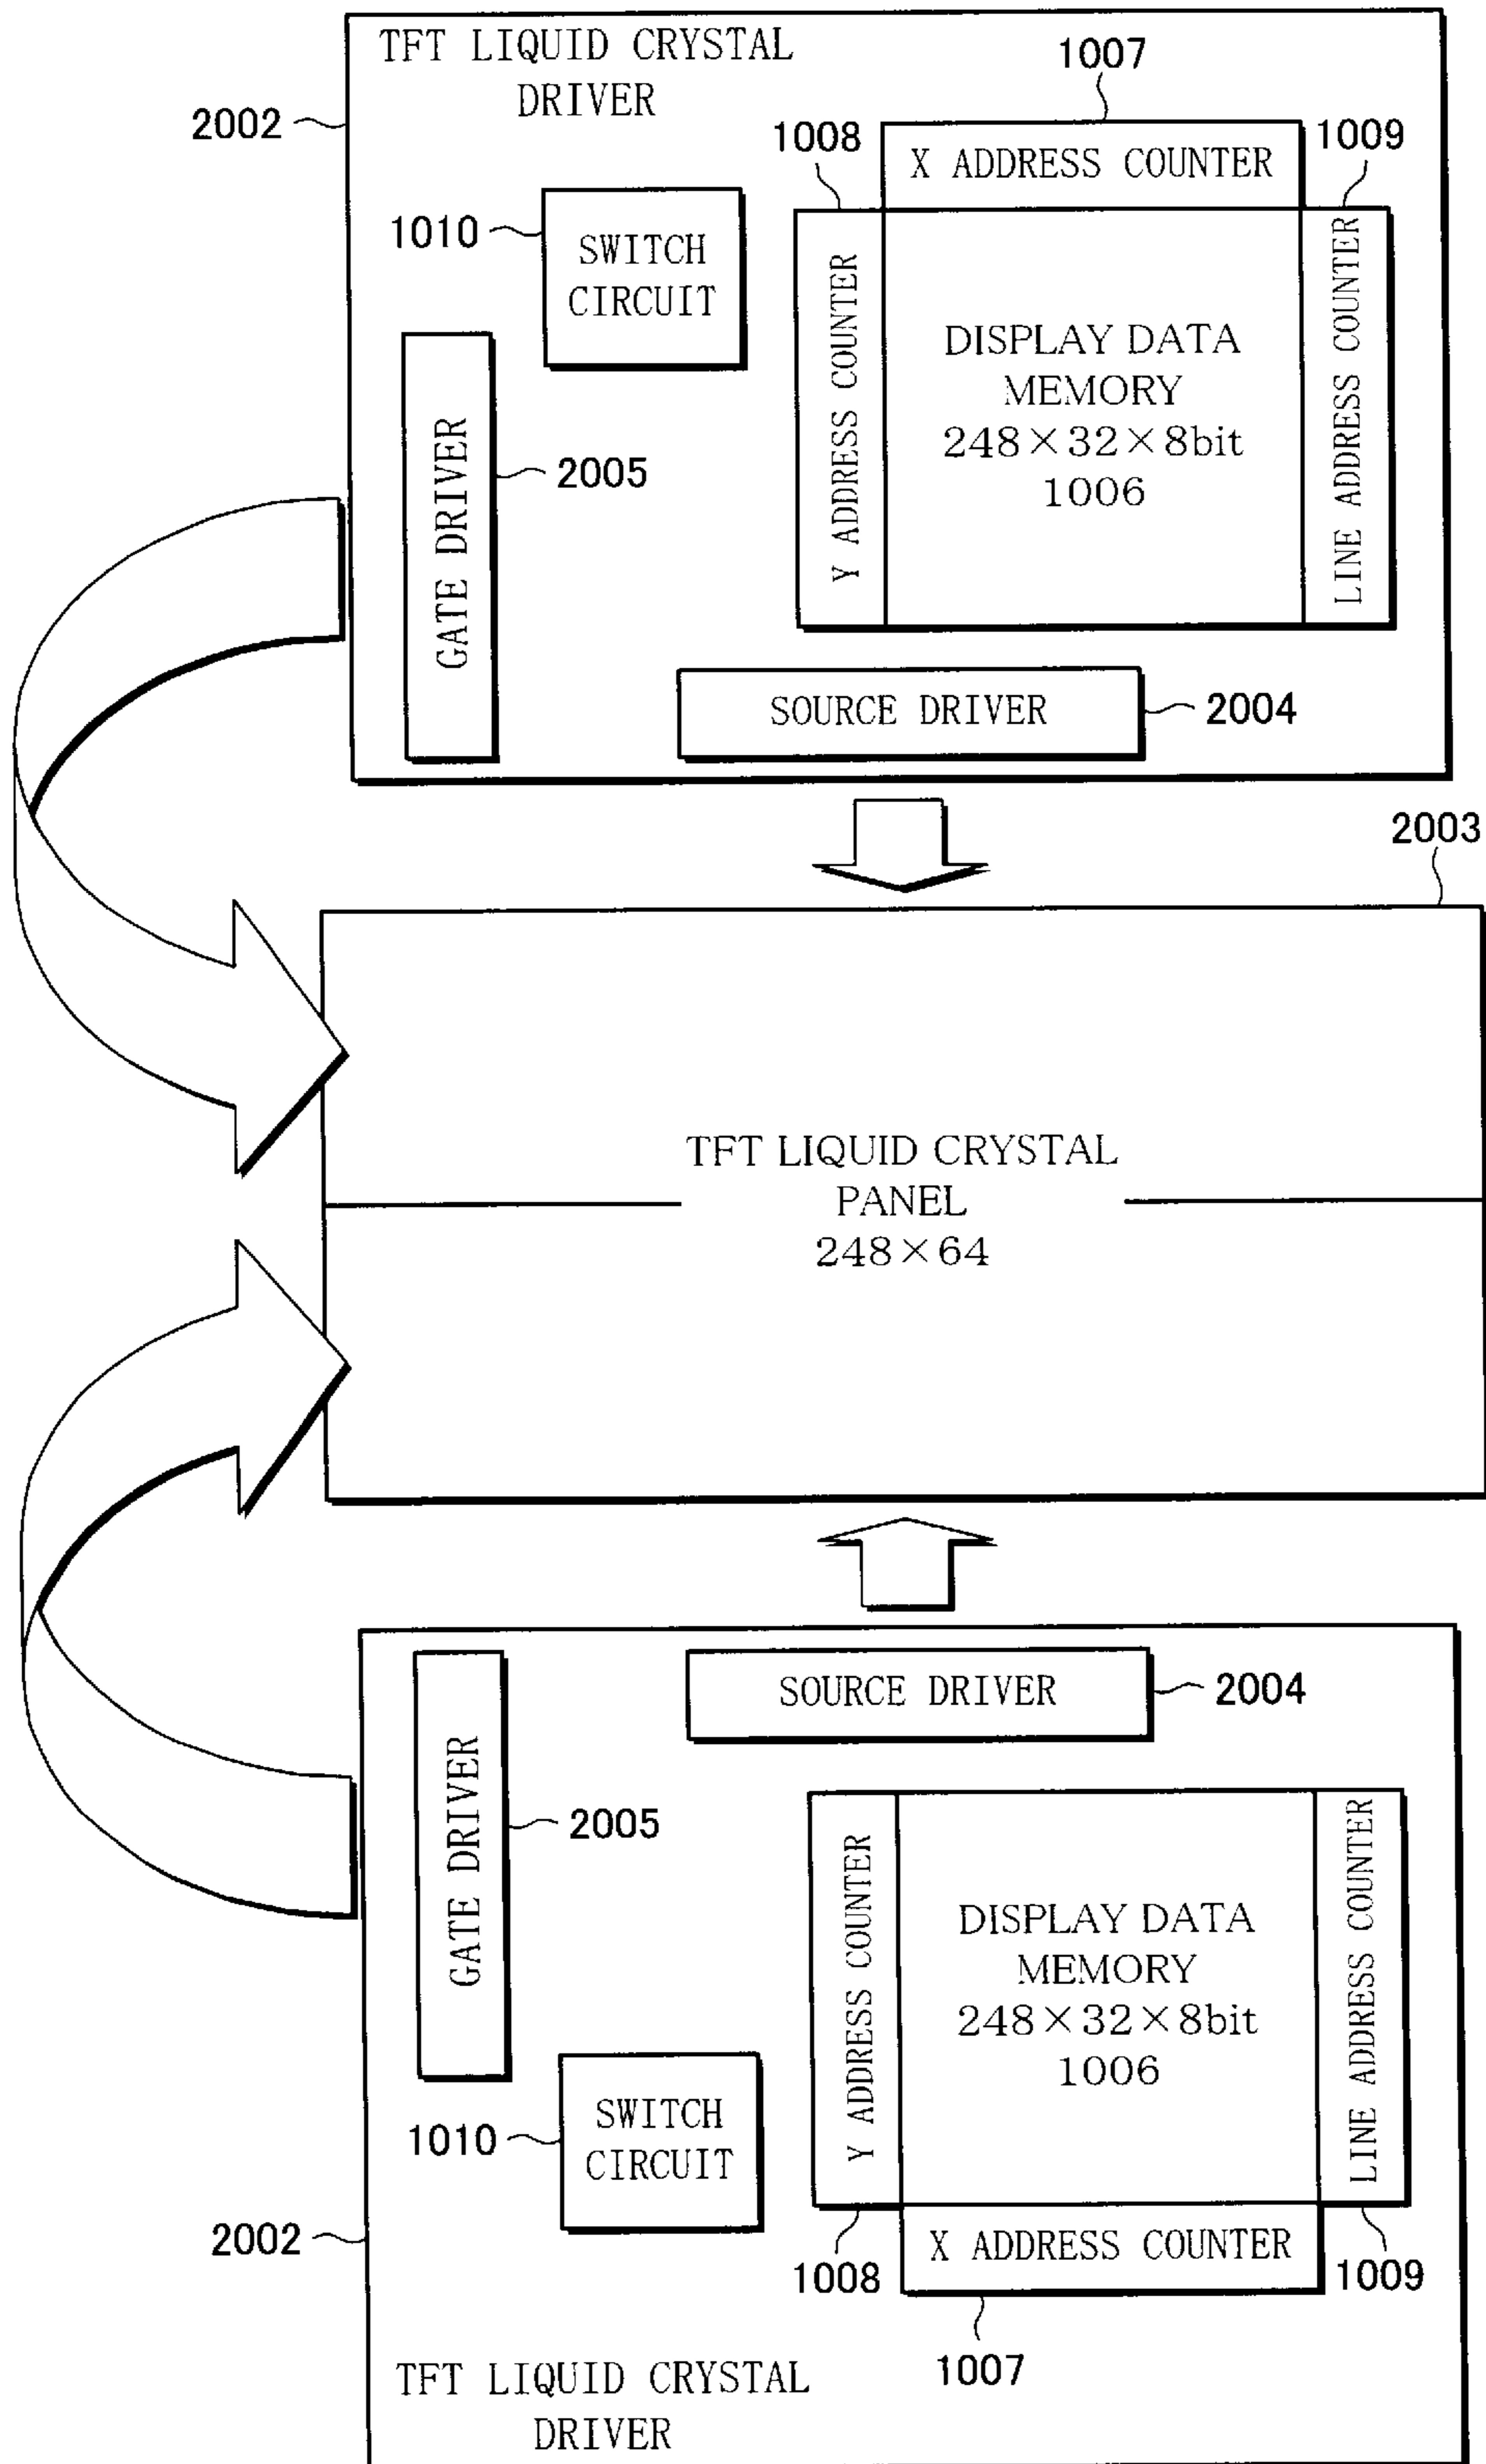 TFT LIQUID CRYSTAL
DRIVER
2002
1007
1008
1009
X ADDRESS COUNTER
1010
SWITCH
CIRCUIT
Y ADDRESS COUNTER
DISPLAY DATA
MEMORY
248×32×8bit
1006
LINE ADDRESS COUNTER
GATE DRIVER
2005
SOURCE DRIVER
2004
2003
TFT LIQUID CRYSTAL
PANEL
248×64
SOURCE DRIVER
2004
GATE DRIVER
2005
Y ADDRESS COUNTER
DISPLAY DATA
MEMORY
248×32×8bit
1006
LINE ADDRESS COUNTER
SWITCH
CIRCUIT
1010
2002
X ADDRESS COUNTER
1008
1009
1007
TFT LIQUID CRYSTAL
DRIVER